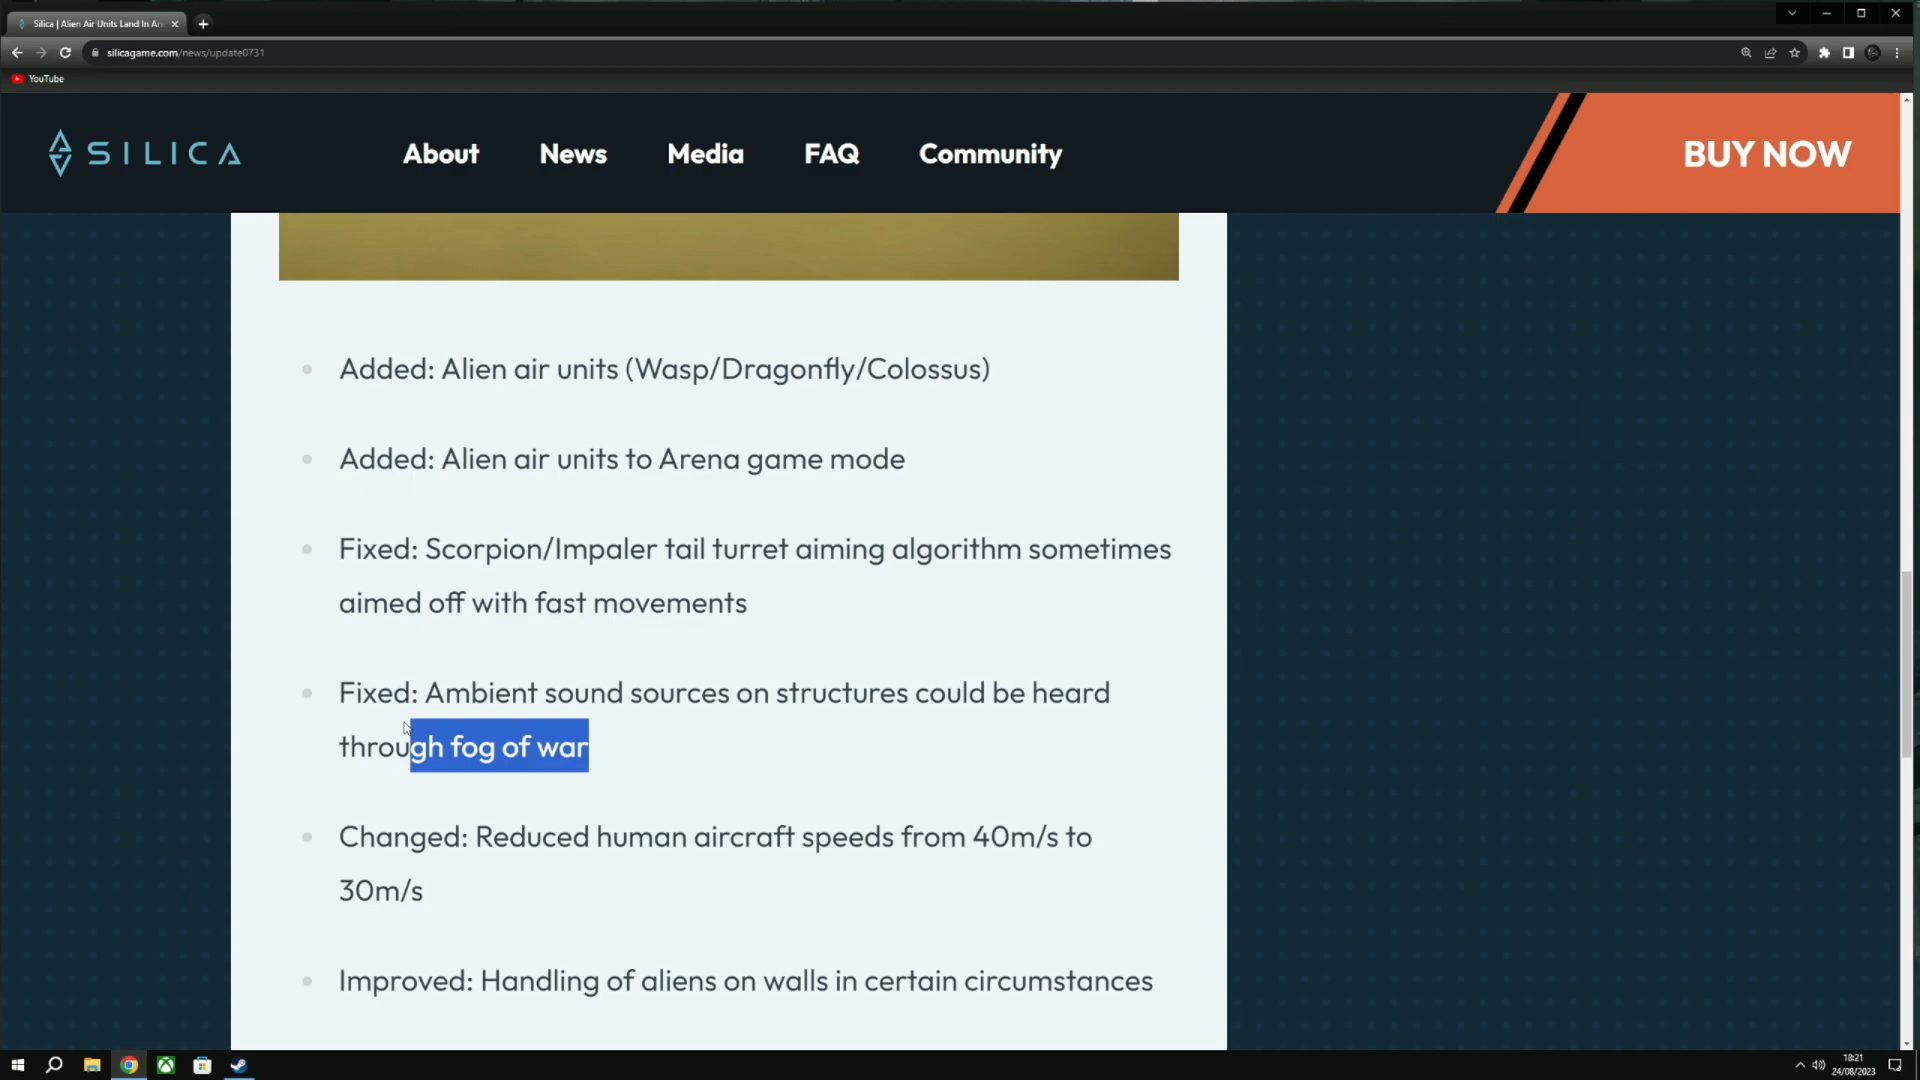 Silica | Alien Air Units Land In Are
silicagame.com/news/update0731
YouTube
SILICA
About
News
Media
FAQ
Community
BUY NOW
Added: Alien air units (Wasp/Dragonfly/Colossus)
Added: Alien air units to Arena game mode
Fixed: Scorpion/Impaler tail turret aiming algorithm sometimes
aimed off with fast movements
Fixed: Ambient sound sources on structures could be heard
through fog of war
Changed: Reduced human aircraft speeds from 40m/s to
30m/s
Improved: Handling of aliens on walls in certain circumstances
18:21
24/08/2023